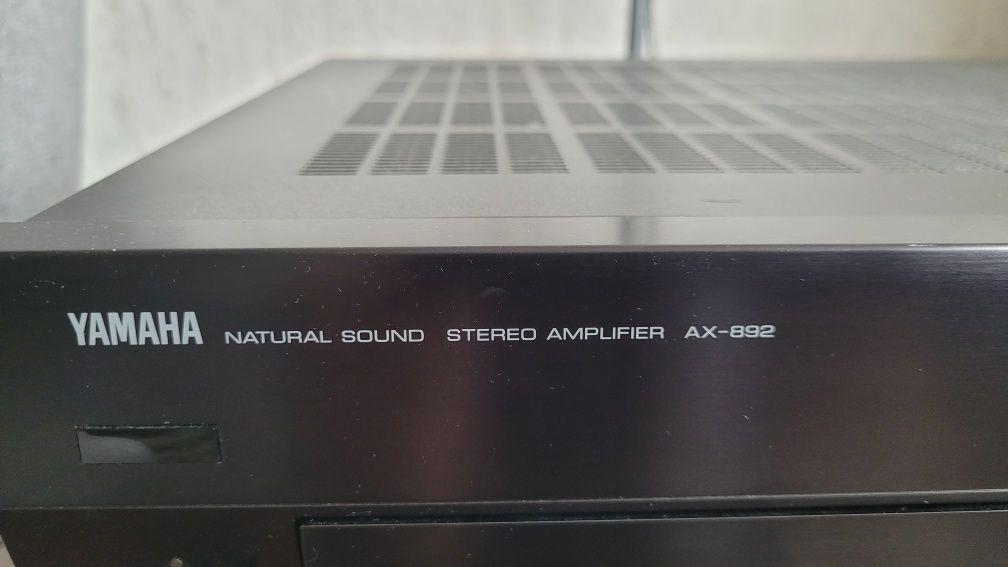 YAMAHA NATURAL SOUND STEREO AMPLIFIER AX-892